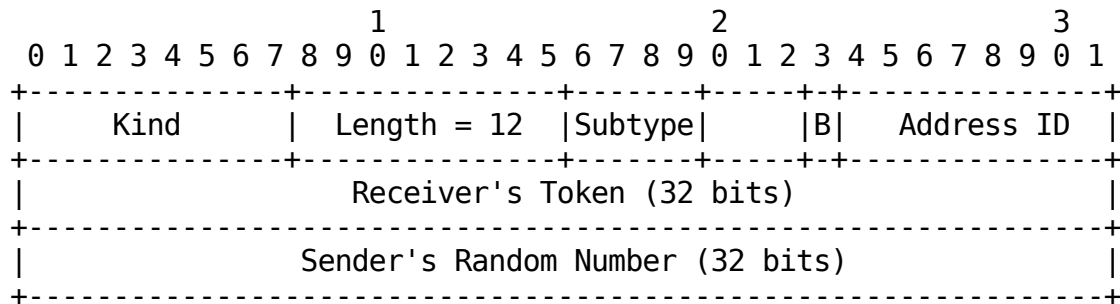 1                   2                   3
 0 1 2 3 4 5 6 7 8 9 0 1 2 3 4 5 6 7 8 9 0 1 2 3 4 5 6 7 8 9 0 1
+---------------+---------------+-------+-----+-+---------------+
|     Kind      |  Length = 12  |Subtype|     |B|   Address ID  |
+---------------+---------------+-------+-----+-+---------------+
|                   Receiver's Token (32 bits)                  |
+---------------------------------------------------------------+
|                Sender's Random Number (32 bits)               |
+---------------------------------------------------------------+